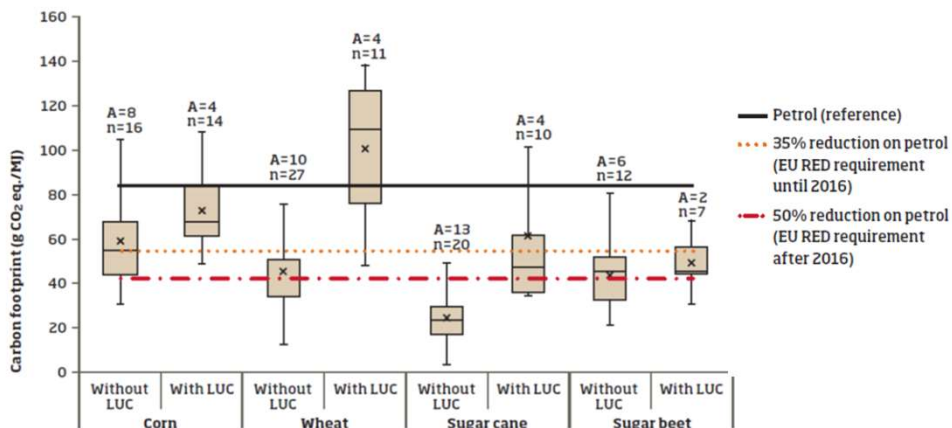 160
140
120
100
80
60
40
20
0
Carbon footprint (g CO₂ eq./MJ)
A=8
n=16
A=4
n=14
A=10
n=27
A=4
n=11
A=13
n=20
A=4
n=10
A=6
n=12
A=2
n=7
Without LUC
With LUC
Without LUC
With LUC
Without LUC
With LUC
Without LUC
With LUC
Corn
Wheat
Sugar cane
Sugar beet
Petrol (reference)
35% reduction on petrol
(EU RED requirement
until 2016)
50% reduction on petrol
(EU RED requirement
after 2016)